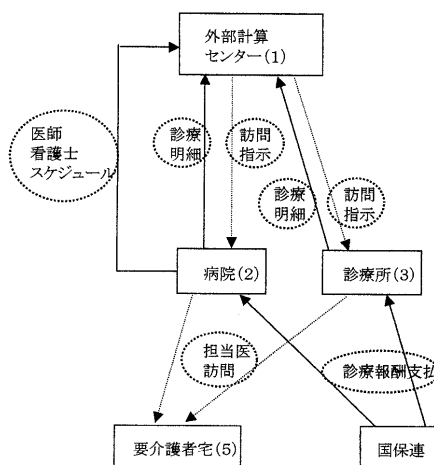 外部計算
センター(1)
医師
看護士
スケジュール
診療
明細
訪問
指示
診療
明細
訪問
指示
病院(2)
診療所(3)
担当医
訪問
診療報酬支払
要介護者宅(5)
国保連